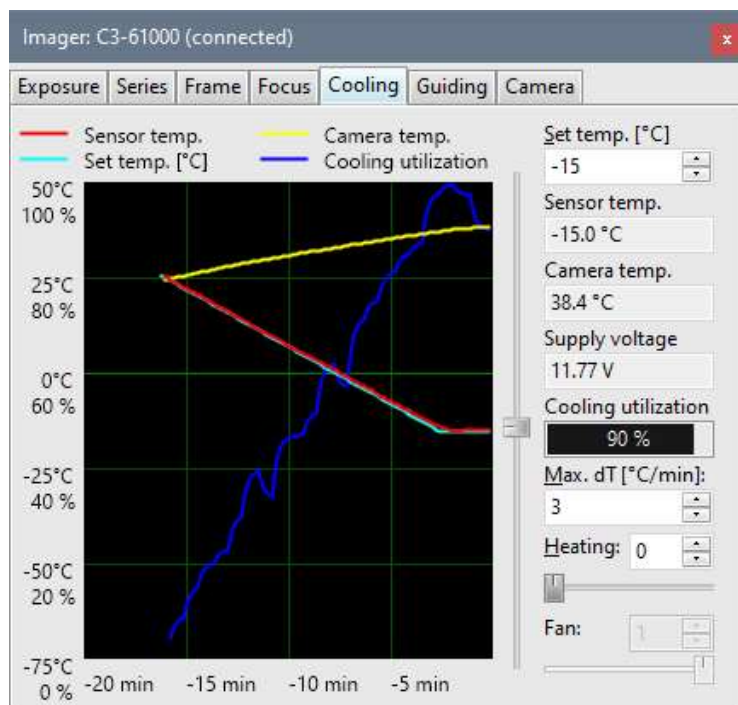 Imager: C3-61000 (connected)
x
Exposure Series Frame Focus Cooling Guiding Camera
Sensor temp. Camera temp.
Set temp. [°C] Cooling utilization
50°C
100 %
25°C
80 %
0°C
60 %
-25°C
40 %
-50°C
20 %
-75°C
0 %
-20 min -15 min -10 min -5 min
Set temp. [°C]
-15
Sensor temp.
-15.0 °C
Camera temp.
38.4 °C
Supply voltage
11.77 V
Cooling utilization
90 %
Max. dT [°C/min]:
3
Heating: 0
Fan: 1